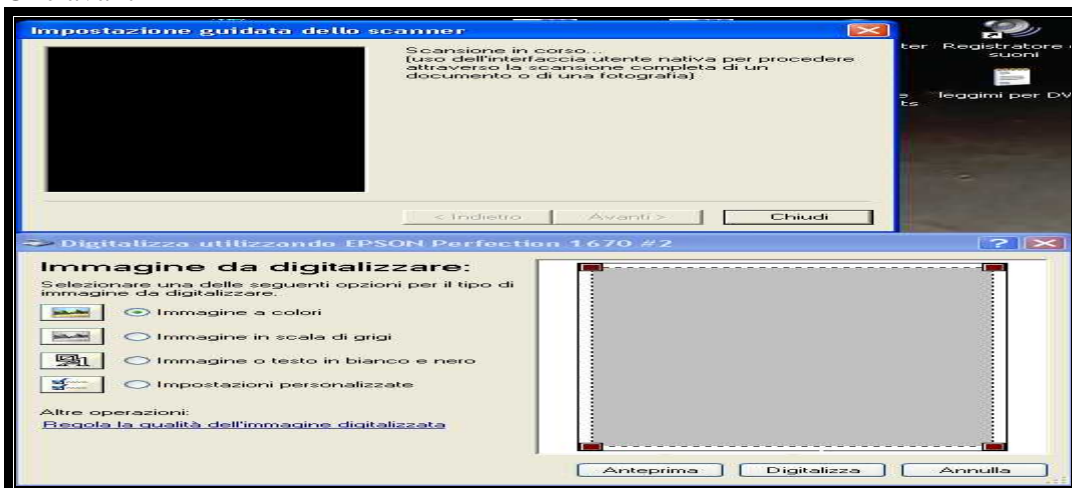 Impostazione guidata dello scanner
Scansione in corso...
(uso dell'interfaccia utente nativa per procedere
attraverso la scansione completa di un
documento o di una fotografia)
< Indietro
Avanti >
Chiudi
ter
Registratore
suoni
ts
leggimi per DV
Digitalizza utilizzando EPSON Perfection 1670 #2
Immagine da digitalizzare:
Selezionare una delle seguenti opzioni per il tipo di
immagine da digitalizzare.
Immagine a colori
Immagine in scala di grigi
Immagine o testo in bianco e nero
Impostazioni personalizzate
Altre operazioni:
Regola la qualità dell'immagine digitalizzata
Anteprima
Digitalizza
Annulla